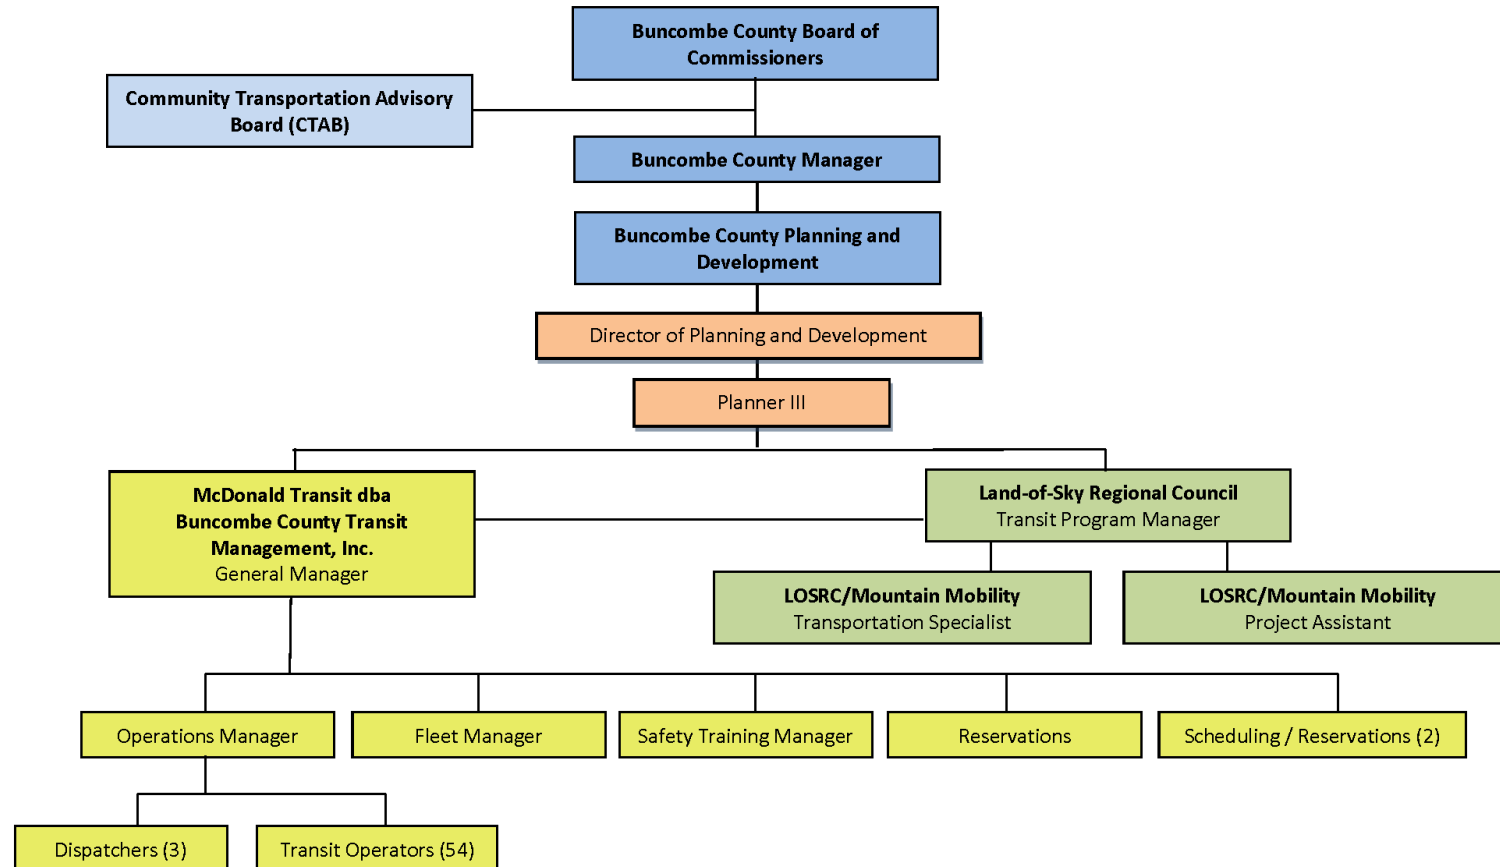 Buncombe County Board of
Commissioners
Community Transportation Advisory
Board (CTAB)
Buncombe County Manager
Buncombe County Planning and
Development
Director of Planning and Development
Planner III
McDonald Transit dba
Buncombe County Transit
Management, Inc.
General Manager
Land-of-Sky Regional Council
Transit Program Manager
LOSRC/Mountain Mobility
Transportation Specialist
LOSRC/Mountain Mobility
Project Assistant
Operations Manager
Fleet Manager
Safety Training Manager
Reservations
Scheduling / Reservations (2)
Dispatchers (3)
Transit Operators (54)